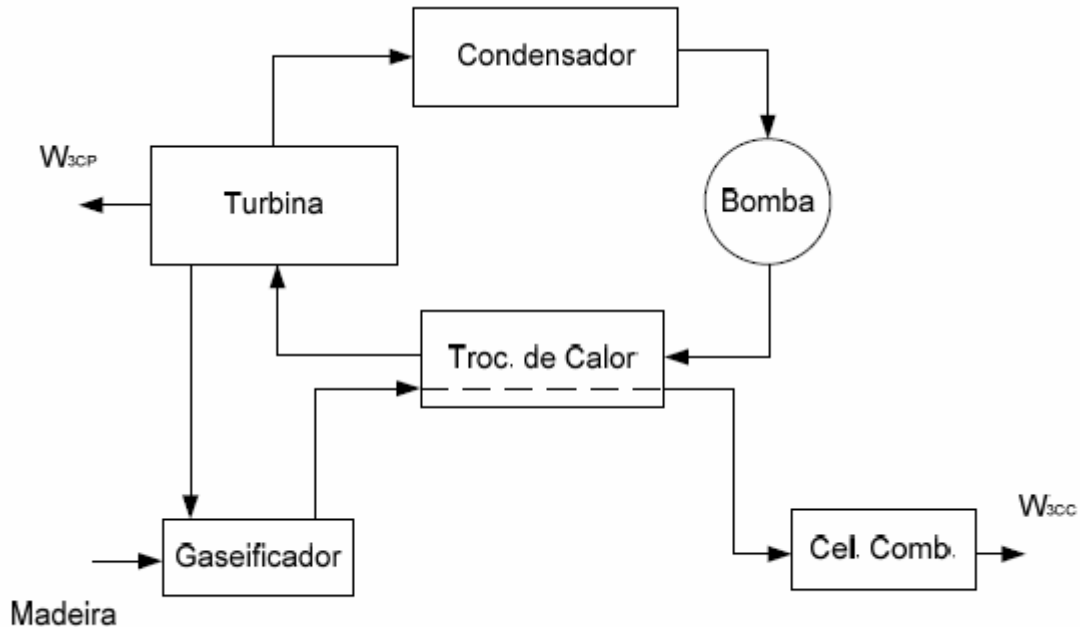 Condensador
W3CP
Turbina
Bomba
Troc. de Calor
W3CC
Gaseificador
Cel. Comb.
Madeira